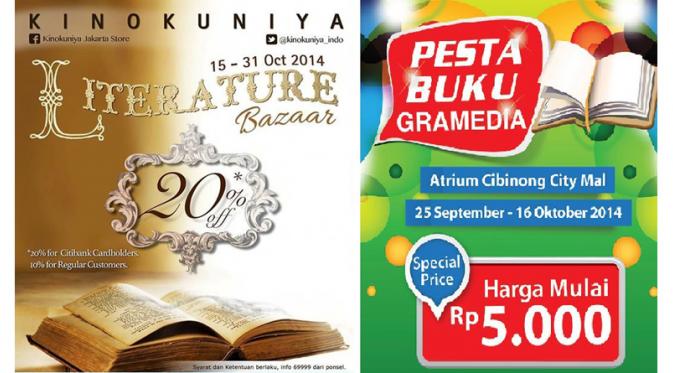 KINOKUNIYA
Kinokuniya Jakarta Store
@kinokuniya_indo
15 – 31 Oct 2014
LITERATURE
Bazaar
20%* off
*20% for Citibank Cardholders.
10% for Regular Customers.
Syarat dan Ketentuan berlaku, info 69999 dari ponsel.
PESTA
BUKU
GRAMEDIA
Atrium Cibinong City Mal
25 September - 16 Oktober 2014
Special
Price
Harga Mulai
Rp 5.000